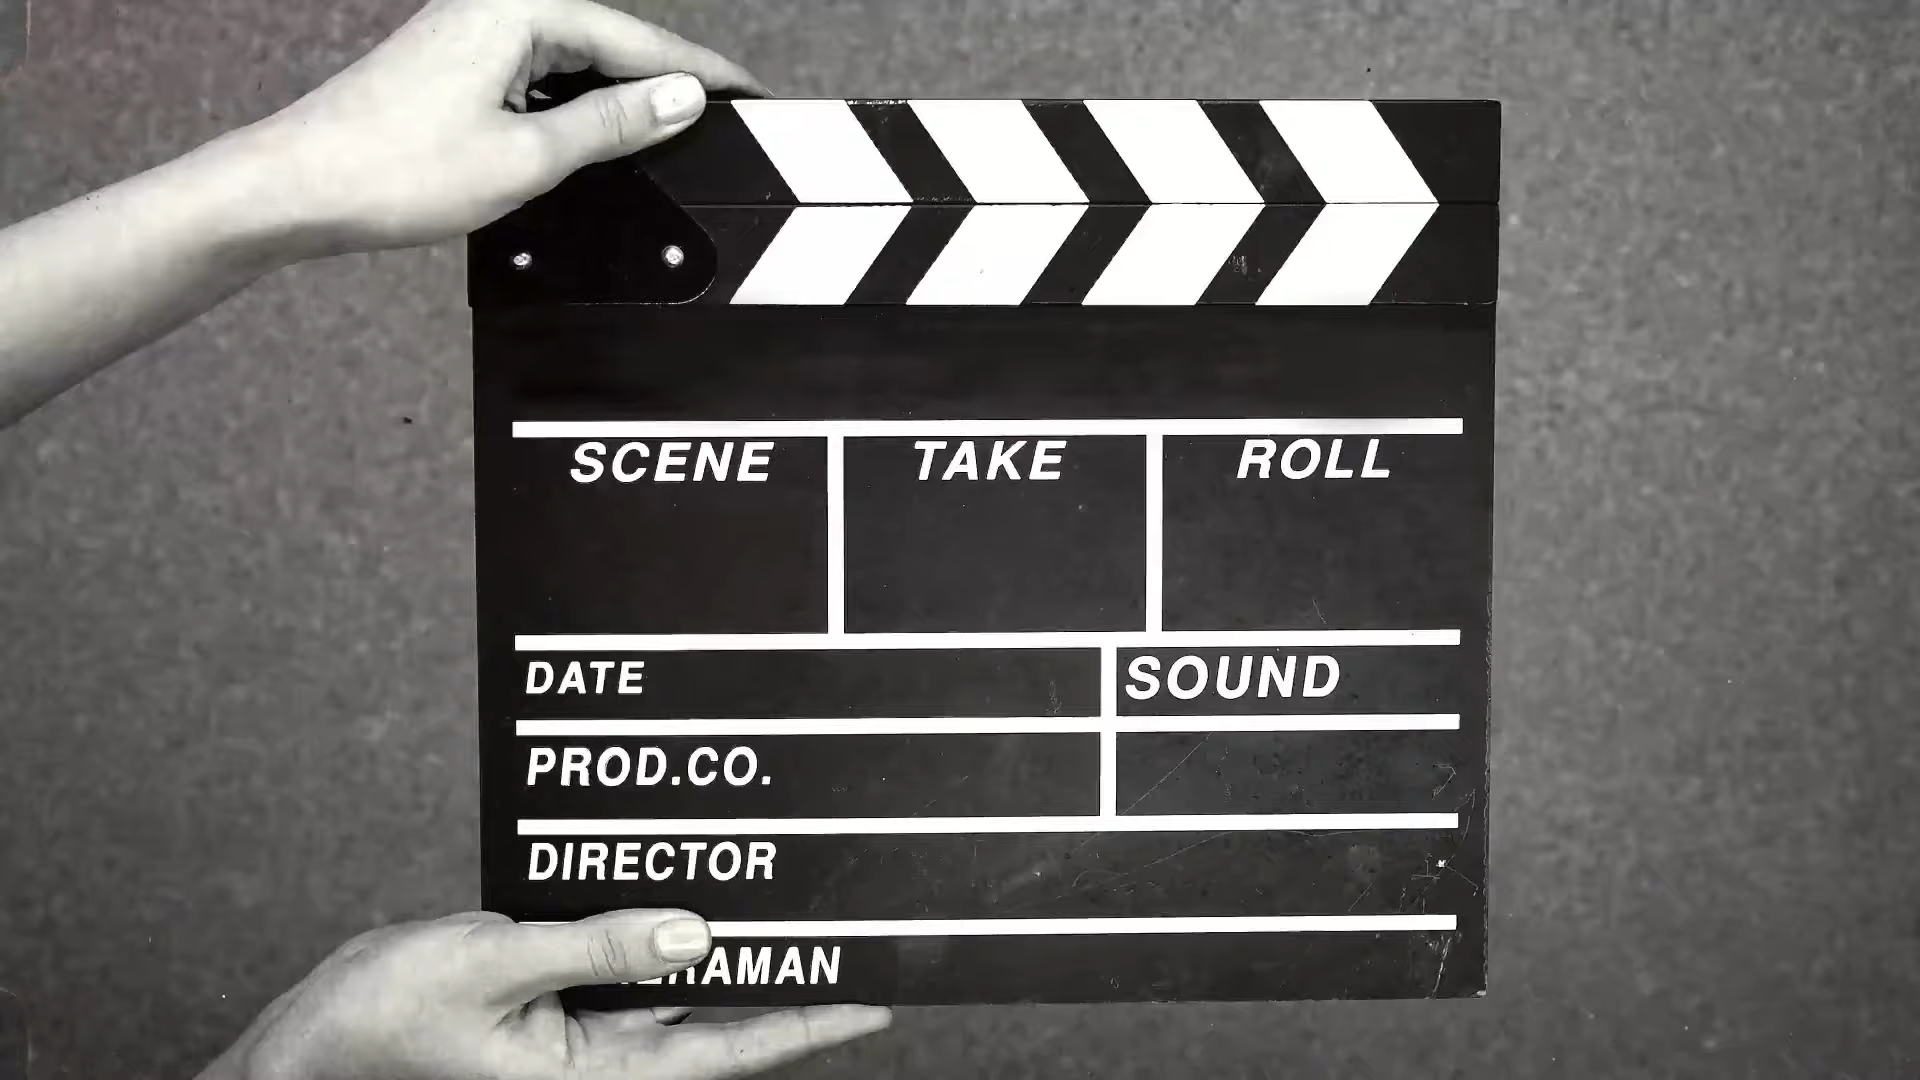 SCENE TAKE ROLL
DATE SOUND
PROD.CO.
DIRECTOR